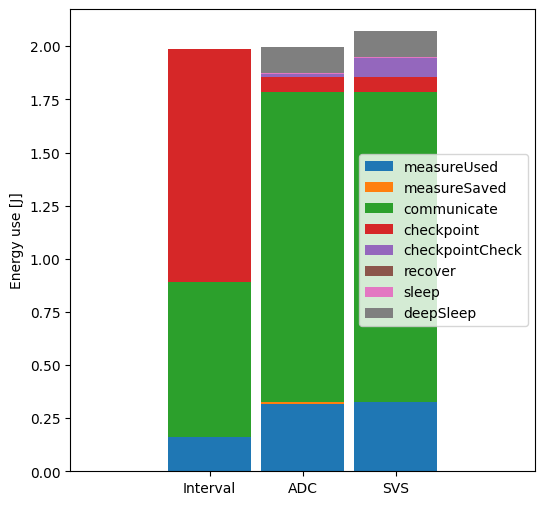 2.00
1.75
1.50
1.25
1.00
0.75
0.50
0.25
0.00
Energy use [J]
measureUsed
measureSaved
communicate
checkpoint
checkpointCheck
recover
sleep
deepSleep
Interval ADC SVS